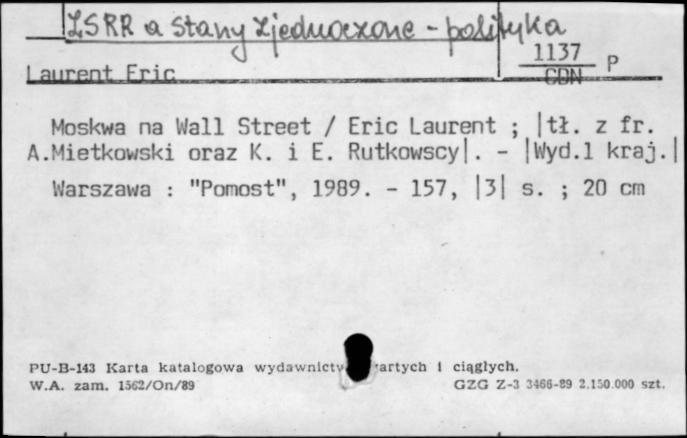 ZSRR a Stany Zjednoczone - polityka
1137 P
Laurent Eric CDN
Moskwa na Wall Street / Eric Laurent ; |tł. z fr.
A.Mietkowski oraz K. i E. Rutkowscy|. - |Wyd.1 kraj.|
Warszawa : "Pomost", 1989. - 157, |3| s. ; 20 cm
PU-B-143 Karta katalogowa wydawnictw artych i ciągłych.
W.A. zam. 1562/On/89 GZG Z-3 3466-89 2.150.000 szt.